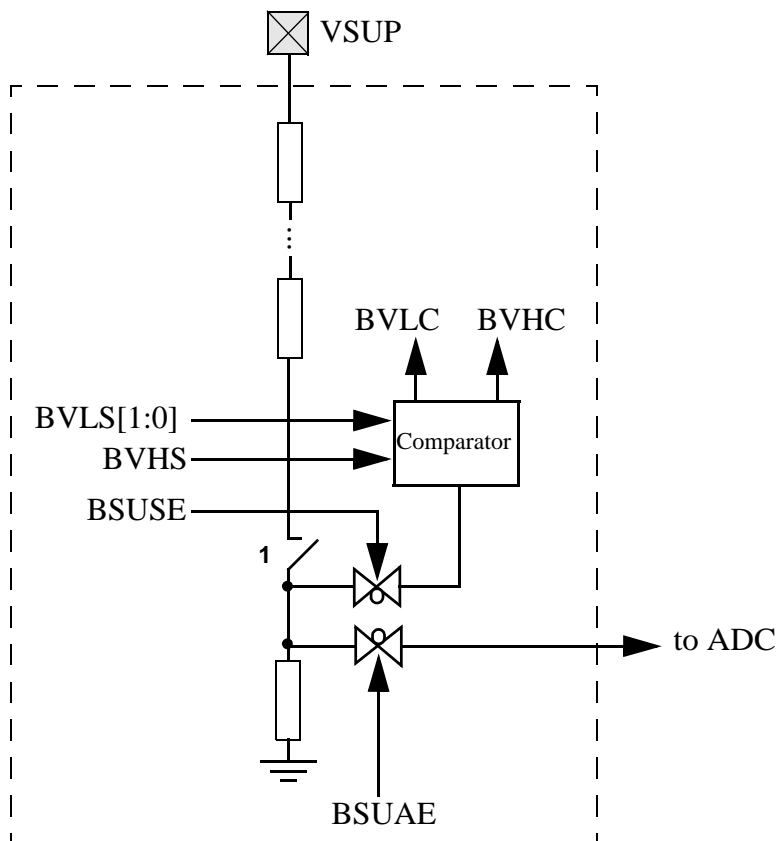 VSUP
BVLC
BVHC
BVLS[1:0]
Comparator
BVHS
BSUSE
1
to ADC
BSUAE